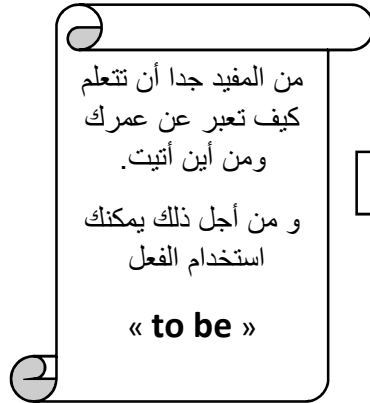 من المفيد جدا أن تتعلم
كيف تعبر عن عمرك
ومن أين أتيت.
و من أجل ذلك يمكنك
استخدام الفعل
« to be »